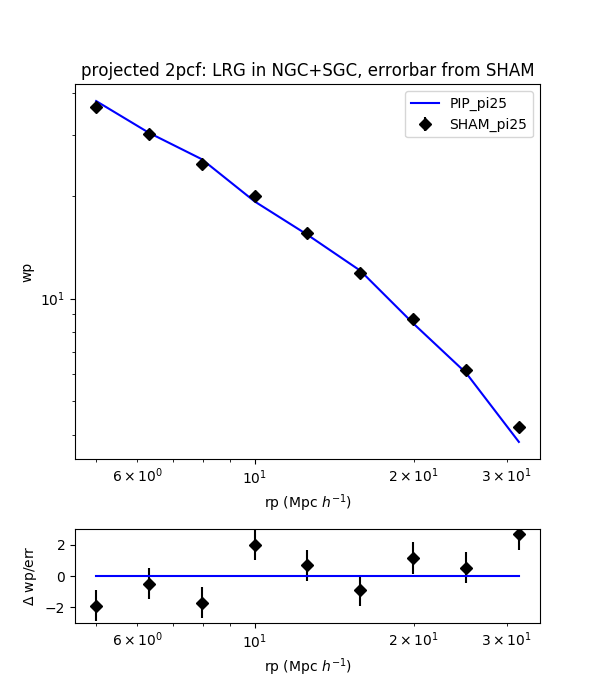 projected 2pcf: LRG in NGC+SGC, errorbar from SHAM
PIP_pi25
SHAM_pi25
wp
10¹
6 × 10⁰ 10¹ 2 × 10¹ 3 × 10¹
rp (Mpc h⁻¹)
Δ wp/err
2
0
−2
6 × 10⁰ 10¹ 2 × 10¹ 3 × 10¹
rp (Mpc h⁻¹)